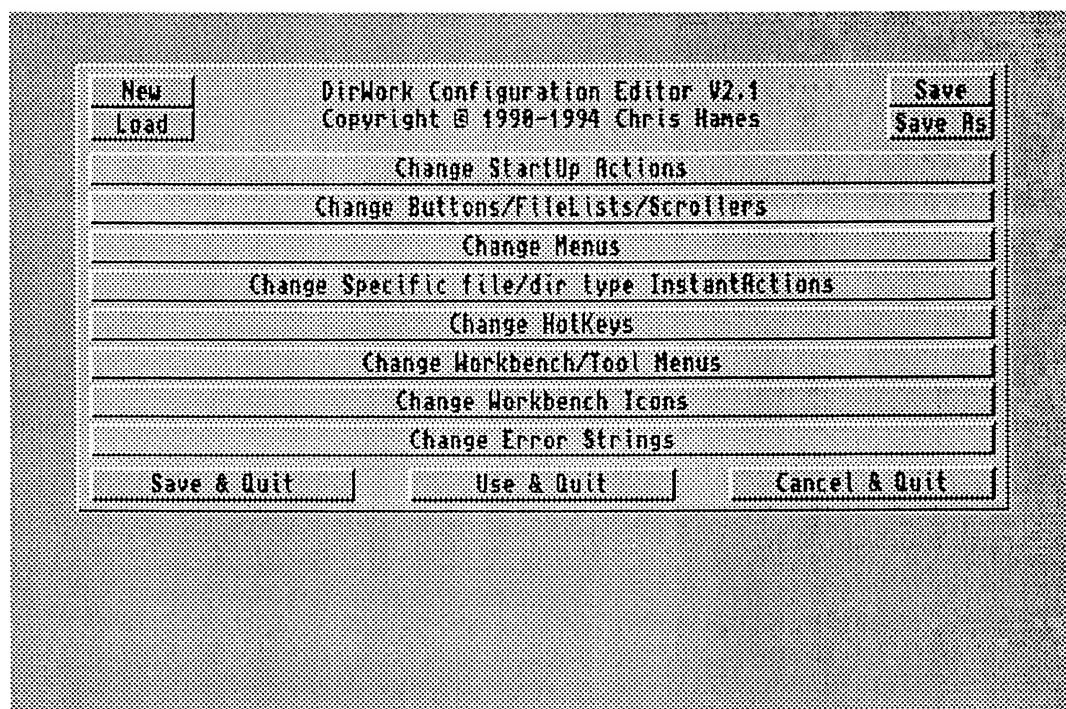 New
DirWork Configuration Editor V2.1
Save
Load
Copyright © 1990-1994 Chris Hames
Save As
Change StartUp Actions
Change Buttons/FileLists/Scrollers
Change Menus
Change Specific file/dir type InstantActions
Change HotKeys
Change Workbench/Tool Menus
Change Workbench Icons
Change Error Strings
Save & Quit
Use & Quit
Cancel & Quit